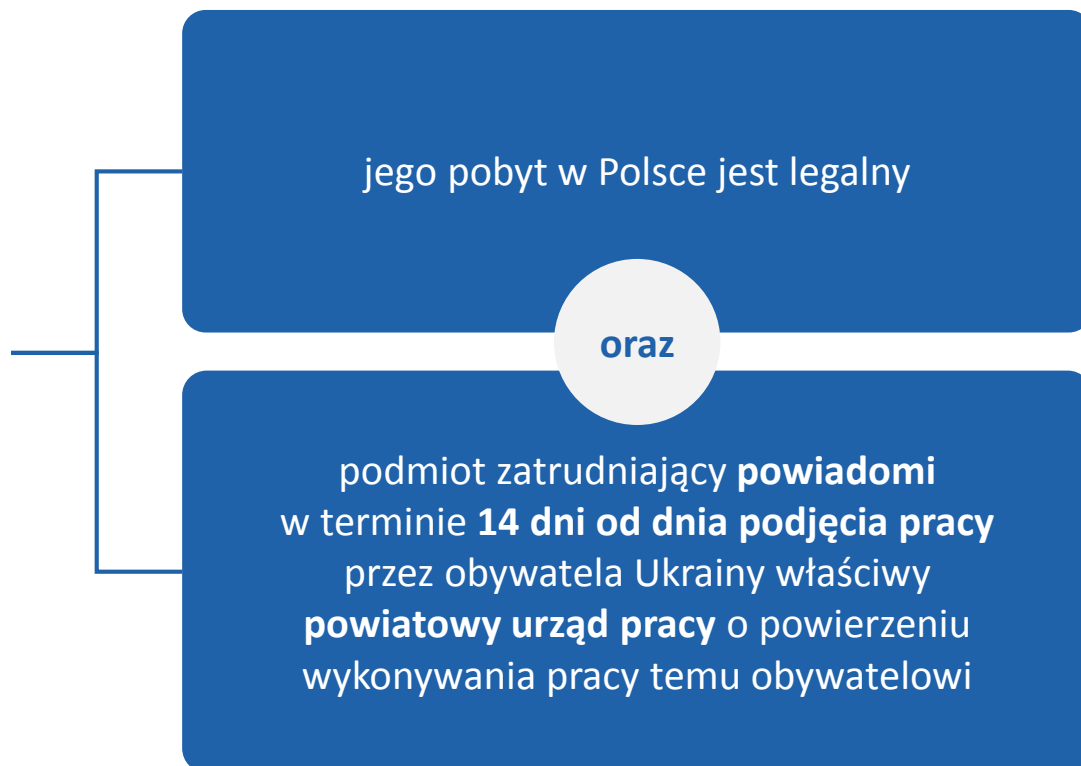 jego pobyt w Polsce jest legalny
oraz
podmiot zatrudniający powiadomi
w terminie 14 dni od dnia podjęcia pracy
przez obywatela Ukrainy właściwy
powiatowy urząd pracy o powierzeniu
wykonywania pracy temu obywatelowi